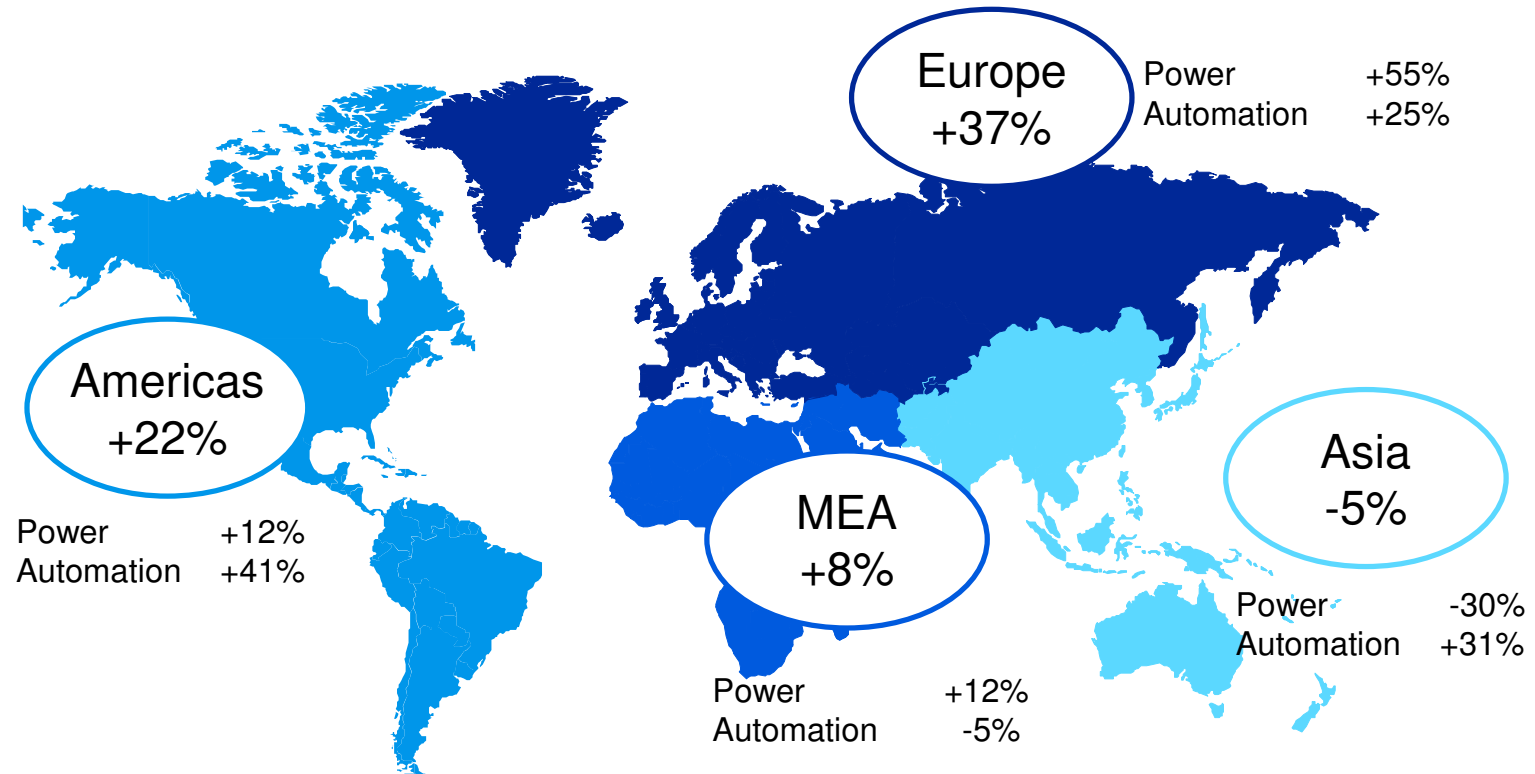 Europe
+37%
Power +55%
Automation +25%
Americas
+22%
Power +12%
Automation +41%
MEA
+8%
Power +12%
Automation -5%
Asia
-5%
Power -30%
Automation +31%